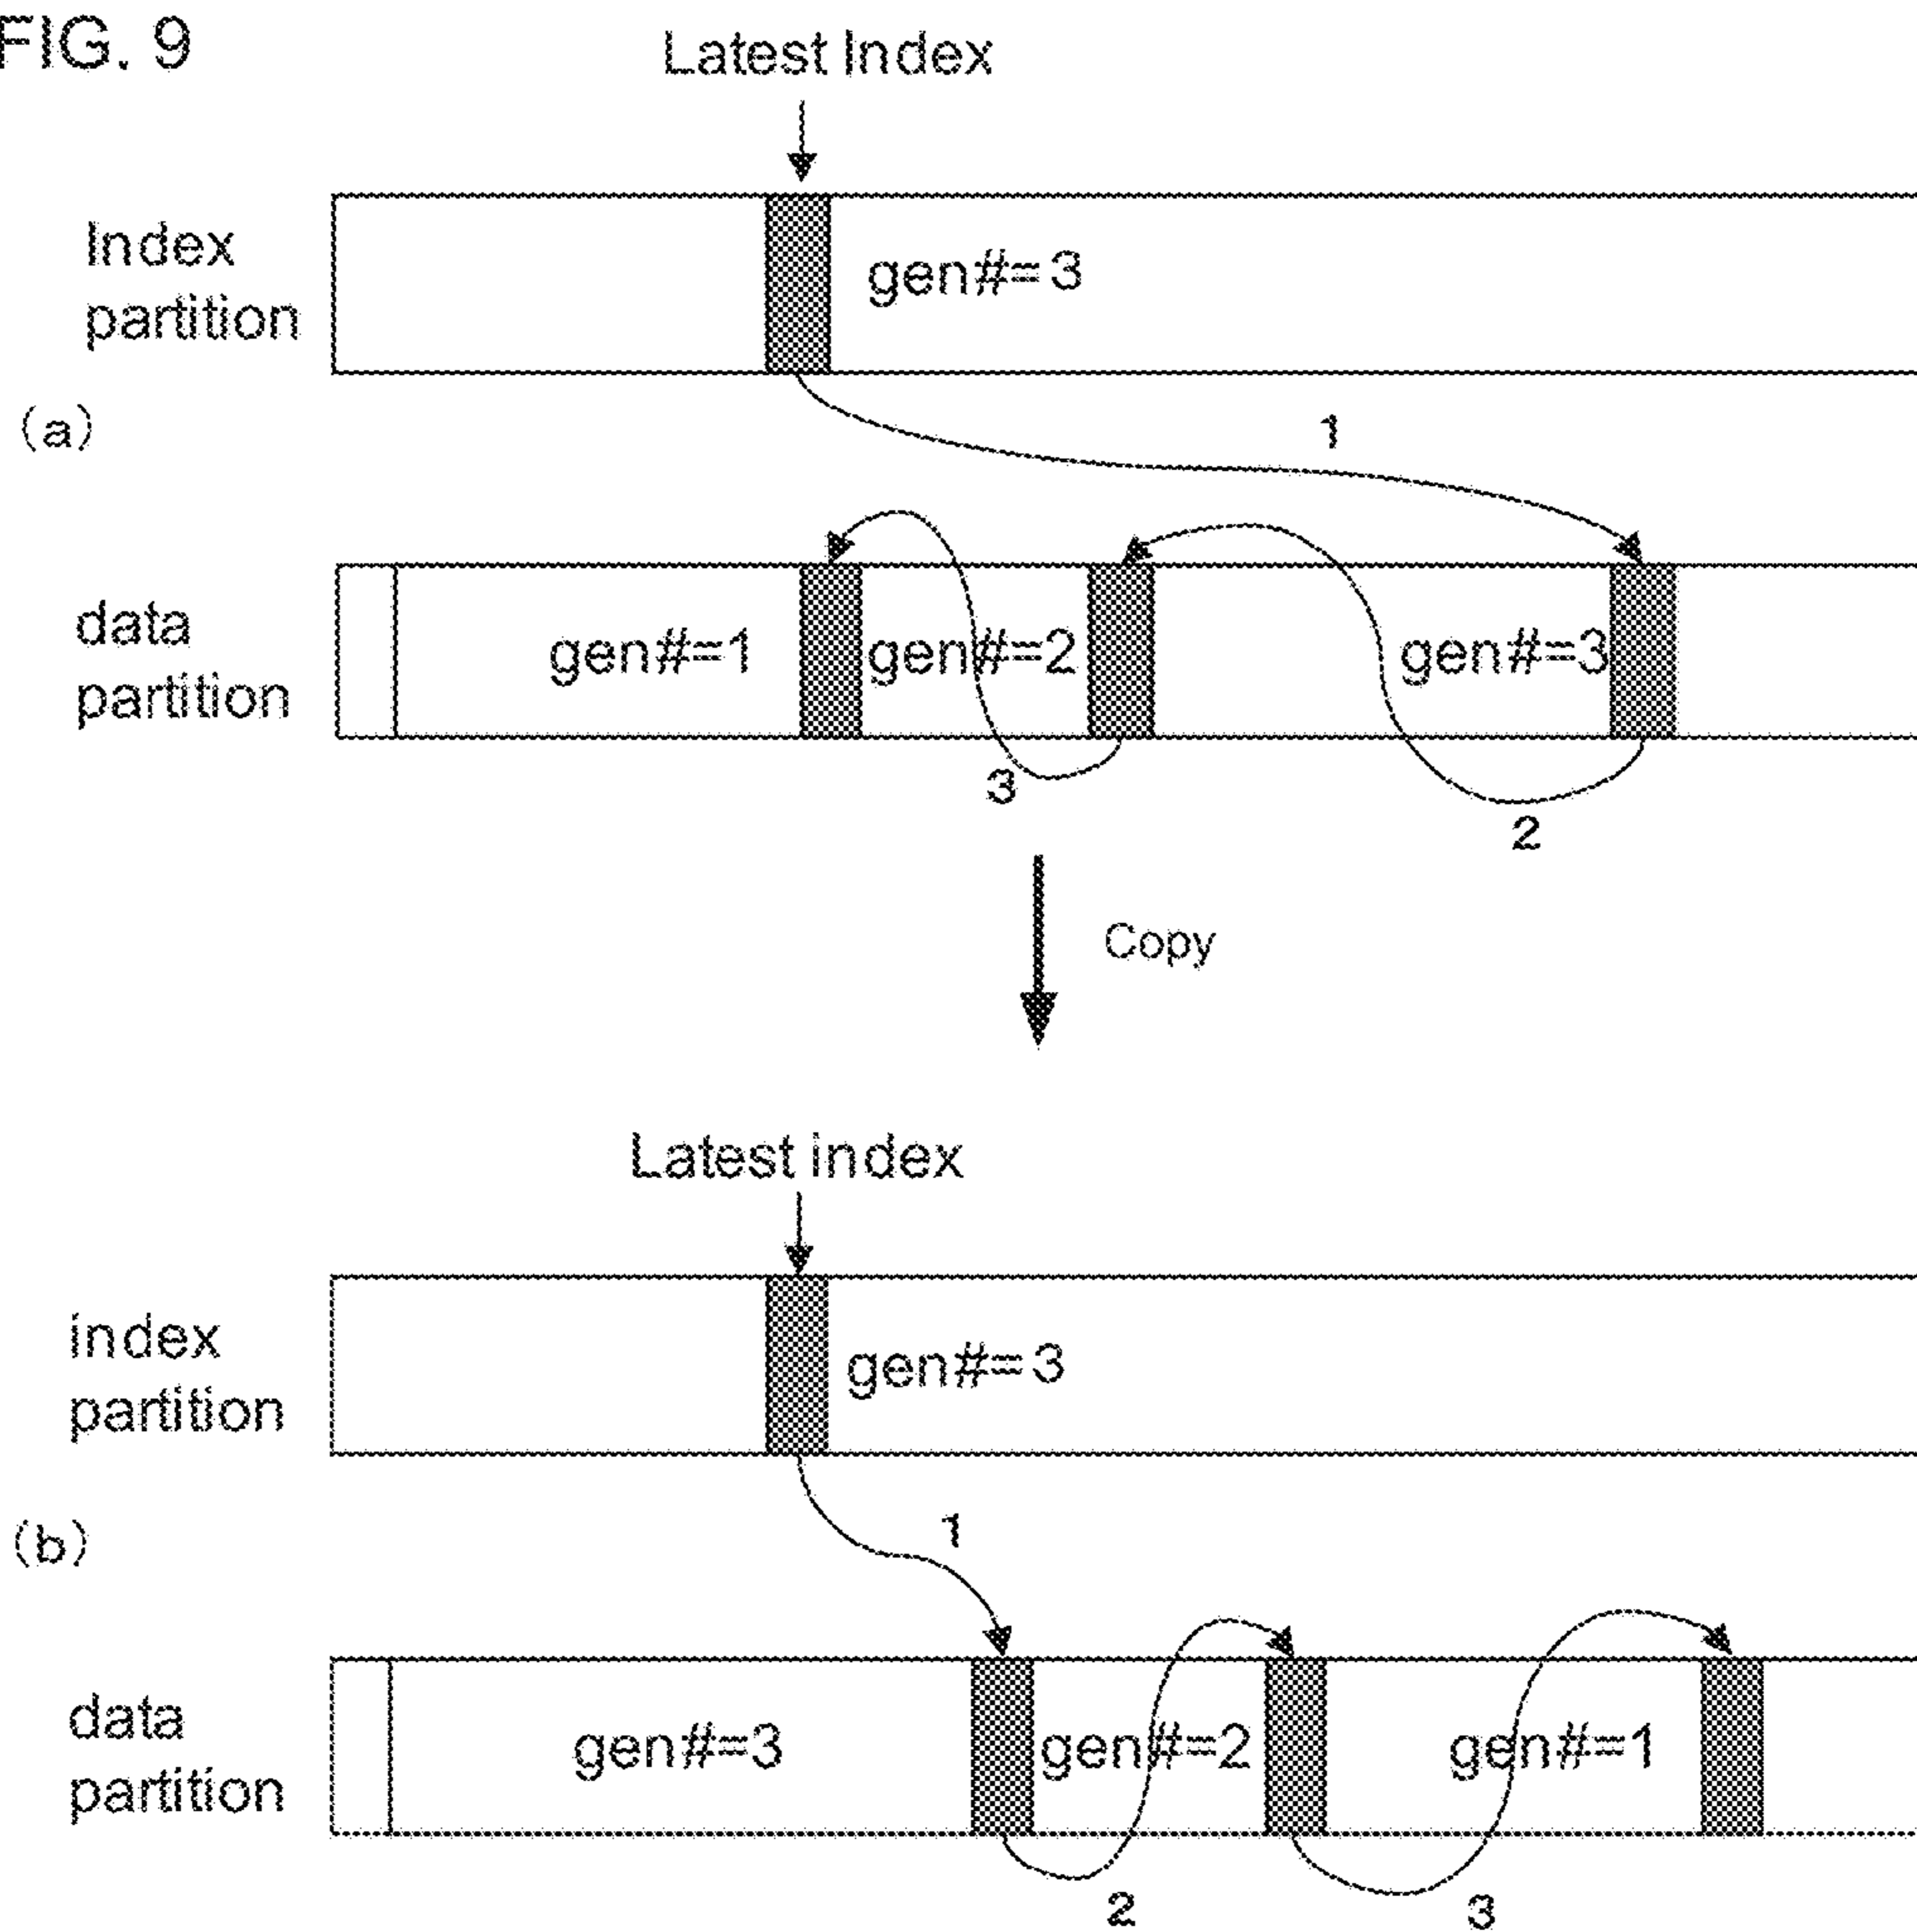 FIG. 9
Latest Index
Index
partition
gen#=3
(a)
1
data
partition
gen#=1
gen#=2
gen#=3
3
2
Copy
Latest index
index
partition
gen#=3
(b)
1
data
partition
gen#=3
gen#=2
gen#=1
2
3